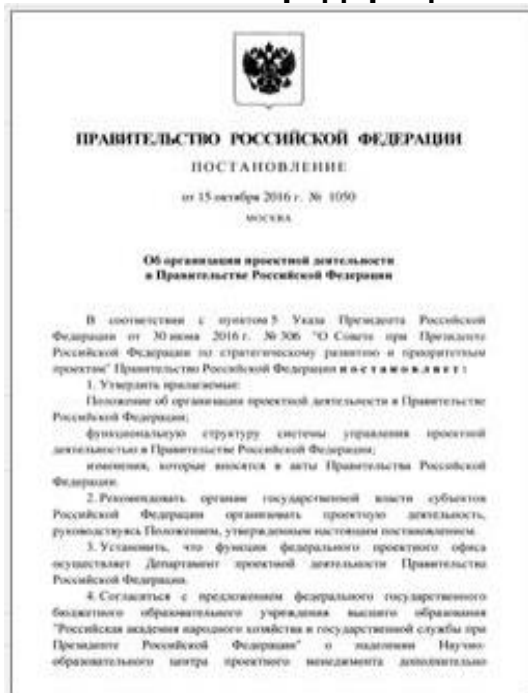 ПРАВИТЕЛЬСТВО РОССИЙСКОЙ ФЕДЕРАЦИИ
ПОСТАНОВЛЕНИЕ
от 15 октября 2016 г. № 1050
МОСКВА
Об организации проектной деятельности
в Правительстве Российской Федерации
В соответствии с пунктом 5 Указа Президента Российской
Федерации от 30 июня 2016 г. № 306 "О Совете при Президенте
Российской Федерации по стратегическому развитию и приоритетным
проектам" Правительство Российской Федерации постановляет:
1. Утвердить прилагаемые:
Положение об организации проектной деятельности в Правительстве
Российской Федерации;
функциональную структуру системы управления проектной
деятельностью в Правительстве Российской Федерации;
изменения, которые вносятся в акты Правительства Российской
Федерации.
2. Рекомендовать органам государственной власти субъектов
Российской Федерации организовать проектную деятельность,
руководствуясь Положением, утвержденным настоящим постановлением.
3. Установить, что функции федерального проектного офиса
осуществляет Департамент проектной деятельности Правительства
Российской Федерации.
4. Согласиться с предложением федерального государственного
бюджетного образовательного учреждения высшего образования
"Российская академия народного хозяйства и государственной службы при
Президенте Российской Федерации" о наделении Научно-
образовательного центра проектного менеджмента дополнительно